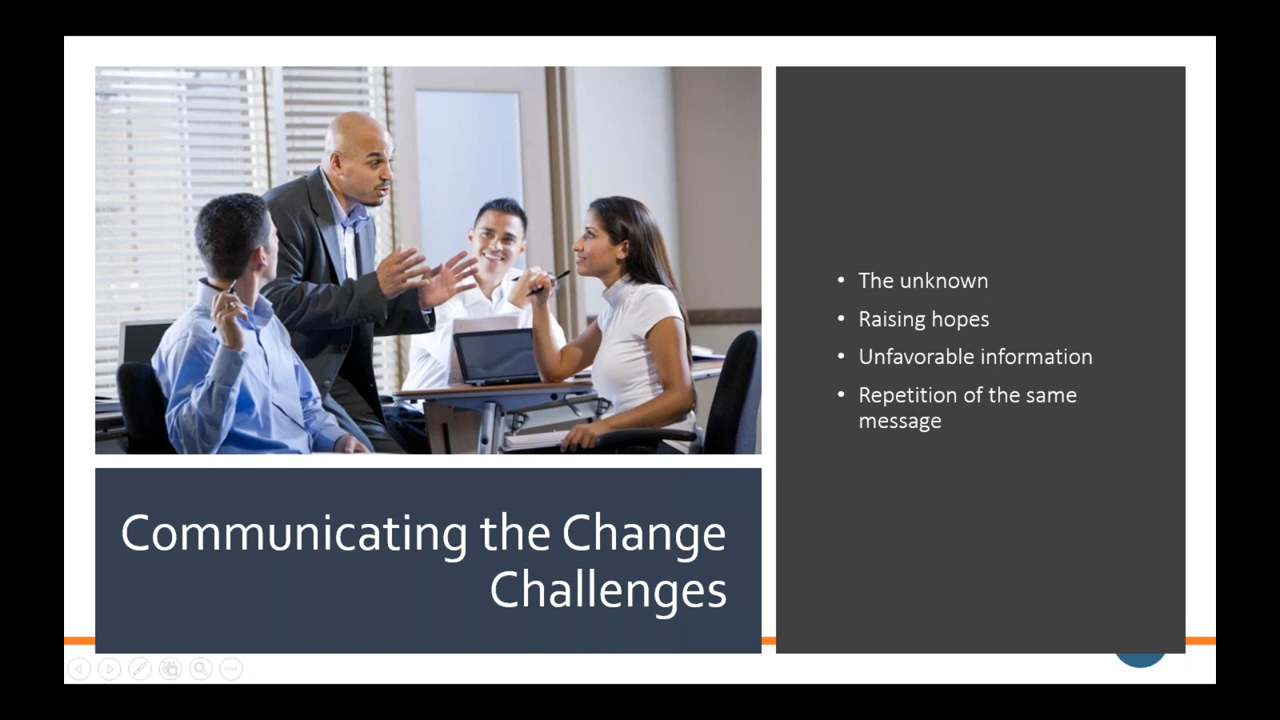 Communicating the Change
Challenges
• The unknown
• Raising hopes
• Unfavorable information
• Repetition of the same
message